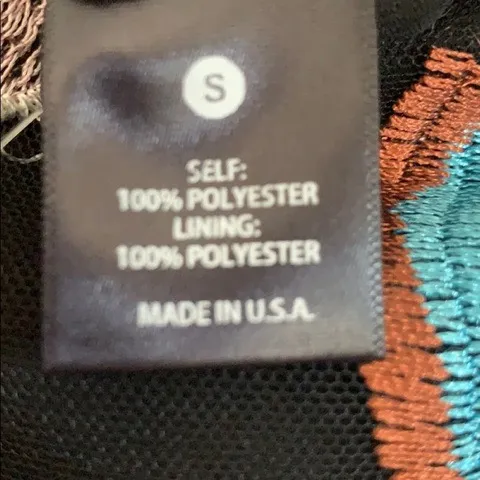 S
SELF:
100% POLYESTER
LINING:
100% POLYESTER
MADE IN U.S.A.